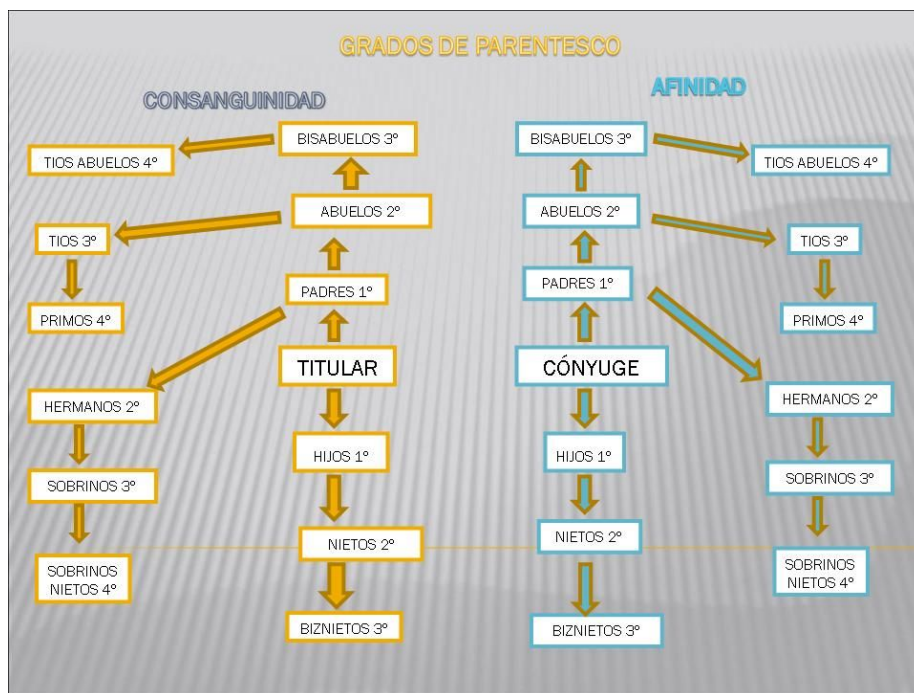 GRADOS DE PARENTESCO
CONSANGUINIDAD
AFINIDAD
BISABUELOS 3º
TIOS ABUELOS 4º
ABUELOS 2º
TIOS 3º
PADRES 1º
PRIMOS 4º
TITULAR
HERMANOS 2º
HIJOS 1º
SOBRINOS 3º
NIETOS 2º
SOBRINOS
NIETOS 4º
BIZNIETOS 3º
BISABUELOS 3º
TIOS ABUELOS 4º
ABUELOS 2º
TIOS 3º
PADRES 1º
PRIMOS 4º
CÓNYUGE
HERMANOS 2º
HIJOS 1º
SOBRINOS 3º
NIETOS 2º
SOBRINOS
NIETOS 4º
BIZNIETOS 3º